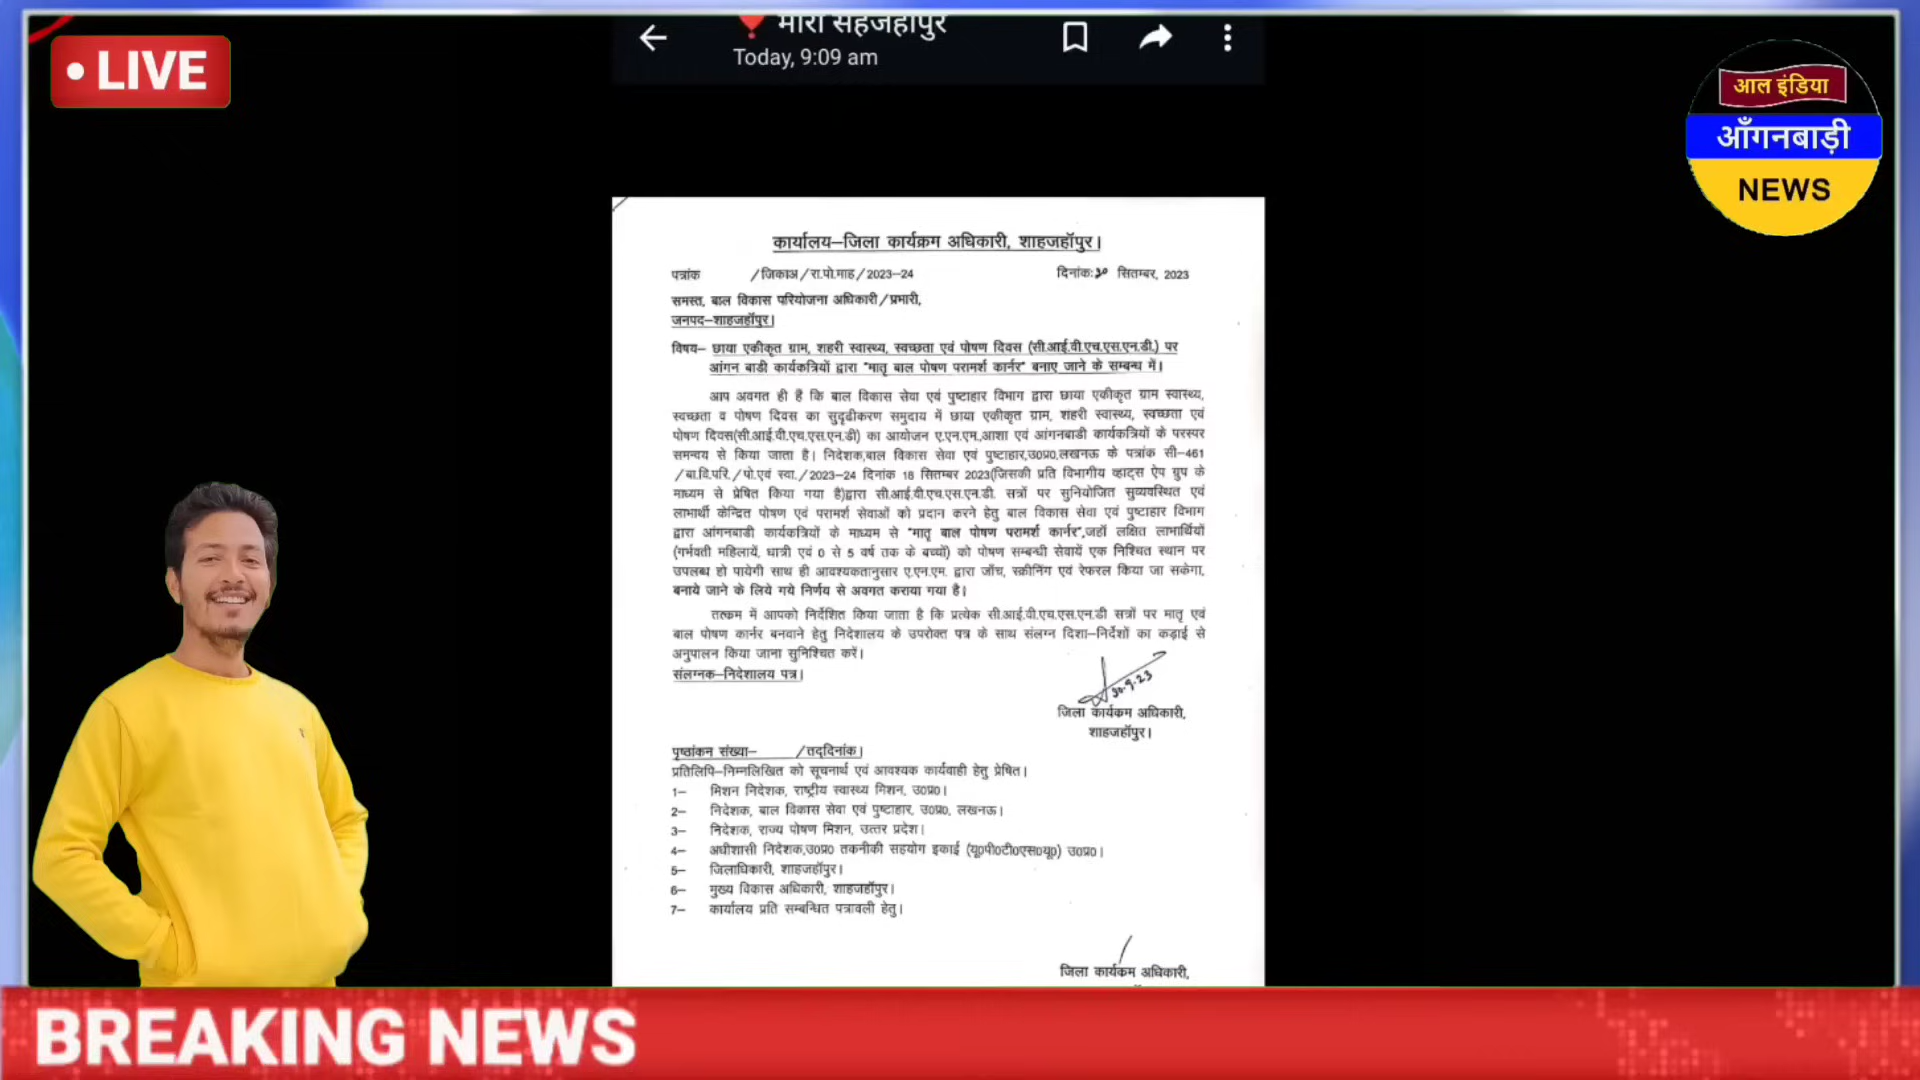 LIVE
मारा सहजहापुर
Today, 9:09 am
आल इंडिया
आँगनबाड़ी
NEWS
कार्यालय–जिला कार्यक्रम अधिकारी, शाहजहॉपुर।
पत्रांक /जिकाअ/रा.पो.माह/2023–24 दिनांक:30 सितम्बर, 2023
समस्त, बाल विकास परियोजना अधिकारी/प्रभारी,
जनपद–शाहजहॉपुर।
विषय– छाया एकीकृत ग्राम, शहरी स्वास्थ्य, स्वच्छता एवं पोषण दिवस (सी.आई.वी.एच.एस.एन.डी.) पर
आंगन बाडी कार्यकत्रियों द्वारा "मातृ बाल पोषण परामर्श कार्नर" बनाए जाने के सम्बन्ध में।
आप अवगत ही हैं कि बाल विकास सेवा एवं पुष्टाहार विभाग द्वारा छाया एकीकृत ग्राम स्वास्थ्य,
स्वच्छता व पोषण दिवस का सुदृढीकरण समुदाय में छाया एकीकृत ग्राम, शहरी स्वास्थ्य, स्वच्छता एवं
पोषण दिवस(सी.आई.वी.एच.एस.एन.डी) का आयोजन ए.एन.एम.,आशा एवं आंगनबाडी कार्यकत्रियों के परस्पर
समन्वय से किया जाता है। निदेशक,बाल विकास सेवा एवं पुष्टाहार,उ0प्र0,लखनऊ के पत्रांक सी–461
/बा.वि.परि./पो.एवं स्वा./2023–24 दिनांक 18 सितम्बर 2023(जिसकी प्रति विभागीय व्हाट्स ऐप ग्रुप के
माध्यम से प्रेषित किया गया है)द्वारा सी.आई.वी.एच.एस.एन.डी. सत्रों पर सुनियोजित सुव्यवस्थित एवं
लाभार्थी केन्द्रित पोषण एवं परामर्श सेवाओं को प्रदान करने हेतु बाल विकास सेवा एवं पुष्टाहार विभाग
द्वारा आंगनबाडी कार्यकत्रियों के माध्यम से "मातृ बाल पोषण परामर्श कार्नर",जहाँ लक्षित लाभार्थियों
(गर्भवती महिलायें, धात्री एवं 0 से 5 वर्ष तक के बच्चों) को पोषण सम्बन्धी सेवायें एक निश्चित स्थान पर
उपलब्ध हो पायेगी साथ ही आवश्यकतानुसार ए.एन.एम. द्वारा जाँच, स्क्रीनिंग एवं रेफरल किया जा सकेगा,
बनाये जाने के लिये गये निर्णय से अवगत कराया गया है।
तत्क्रम में आपको निर्देशित किया जाता है कि प्रत्येक सी.आई.वी.एच.एस.एन.डी सत्रों पर मातृ एवं
बाल पोषण कार्नर बनवाने हेतु निदेशालय के उपरोक्त पत्र के साथ संलग्न दिशा–निर्देशों का कड़ाई से
अनुपालन किया जाना सुनिश्चित करें।
संलग्नक–निदेशालय पत्र।
30.9.23
जिला कार्यक्रम अधिकारी,
शाहजहॉपुर।
पृष्ठांकन संख्या– /तद्दिनांक।
प्रतिलिपि–निम्नलिखित को सूचनार्थ एवं आवश्यक कार्यवाही हेतु प्रेषित।
1– मिशन निदेशक, राष्ट्रीय स्वास्थ्य मिशन, उ0प्र0।
2– निदेशक, बाल विकास सेवा एवं पुष्टाहार, उ0प्र0, लखनऊ।
3– निदेशक, राज्य पोषण मिशन, उत्तर प्रदेश।
4– अधीशासी निदेशक,उ0प्र0 तकनीकी सहयोग इकाई (यू0पी0टी0एस0यू0) उ0प्र0।
5– जिलाधिकारी, शाहजहॉपुर।
6– मुख्य विकास अधिकारी, शाहजहॉपुर।
7– कार्यालय प्रति सम्बन्धित पत्रावली हेतु।
जिला कार्यक्रम अधिकारी,
BREAKING NEWS